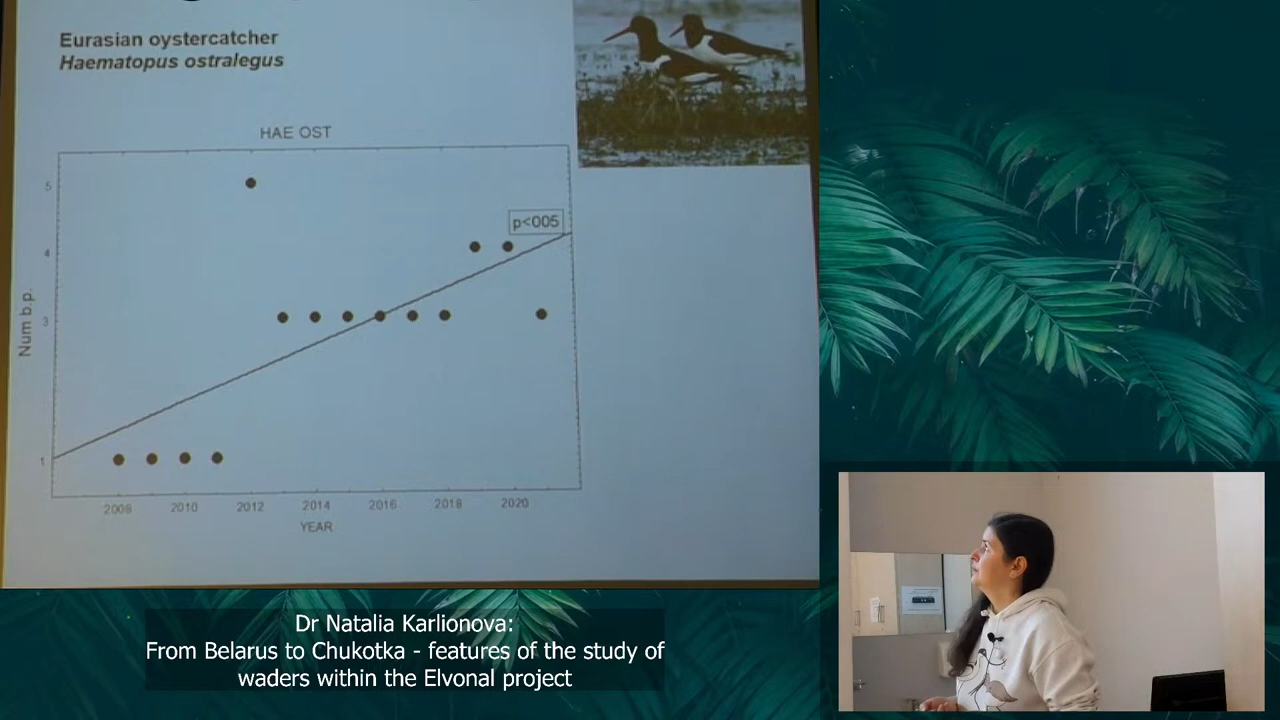 Eurasian oystercatcher
Haematopus ostralegus
HAE OST
p<005
Num b.p.
5
4
3
1
2008
2010
2012
2014
2016
2018
2020
YEAR
Dr Natalia Karlionova:
From Belarus to Chukotka - features of the study of
waders within the Elvonal project